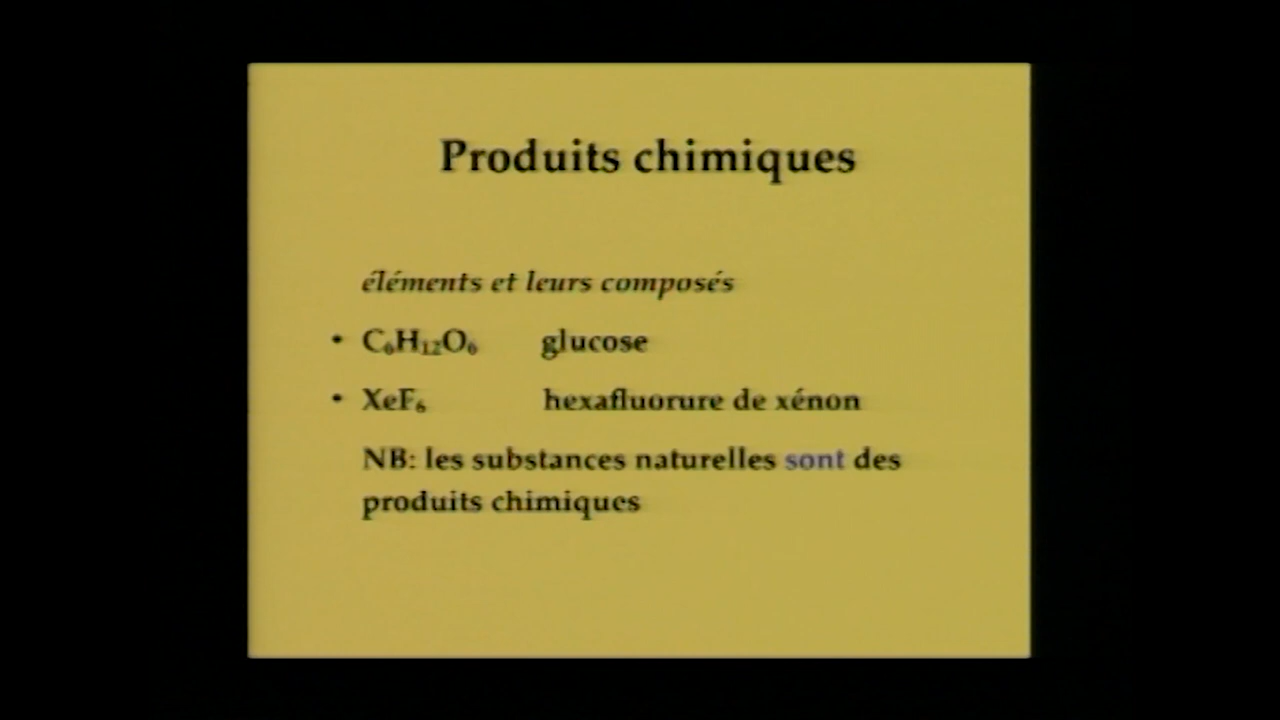 Produits chimiques
éléments et leurs composés
• C₆H₁₂O₆ glucose
• XeF₆ hexafluorure de xénon
NB: les substances naturelles sont des
produits chimiques